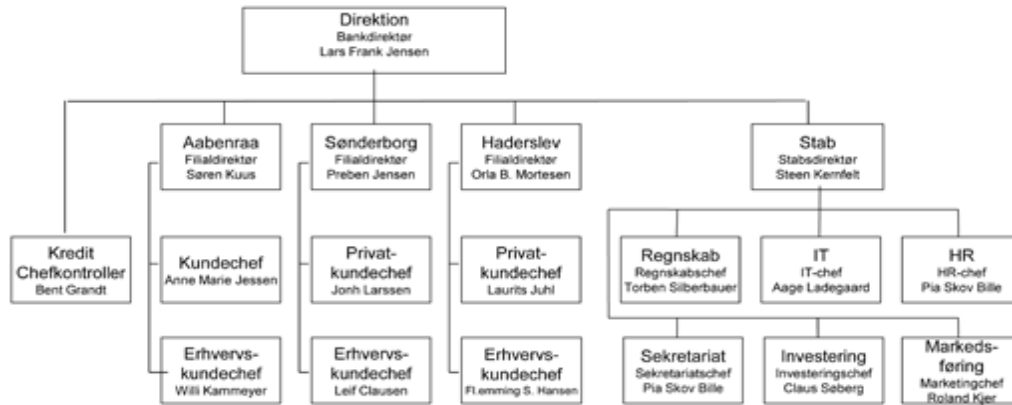 Direktion
Bankdirektør
Lars Frank Jensen
Aabenraa
Filialdirektør
Søren Kuus
Sønderborg
Filialdirektør
Preben Jensen
Haderslev
Filialdirektør
Orla B. Mortesen
Stab
Stabsdirektør
Steen Kernfelt
Kredit
Chefkontroller
Bent Grandt
Kundechef
Anne Marie Jessen
Privat-
kundechef
Jonh Larssen
Privat-
kundechef
Laurits Juhl
Regnskab
Regnskabschef
Torben Silberbauer
IT
IT-chef
Aage Ladegaard
HR
HR-chef
Pia Skov Bille
Erhvervs-
kundechef
Willi Kammeyer
Erhvervs-
kundechef
Leif Clausen
Erhvervs-
kundechef
Fl.emming S. Hansen
Sekretariat
Sekretariatschef
Pia Skov Bille
Investering
Investeringschef
Claus Søberg
Markeds-
føring
Marketingchef
Roland Kjer